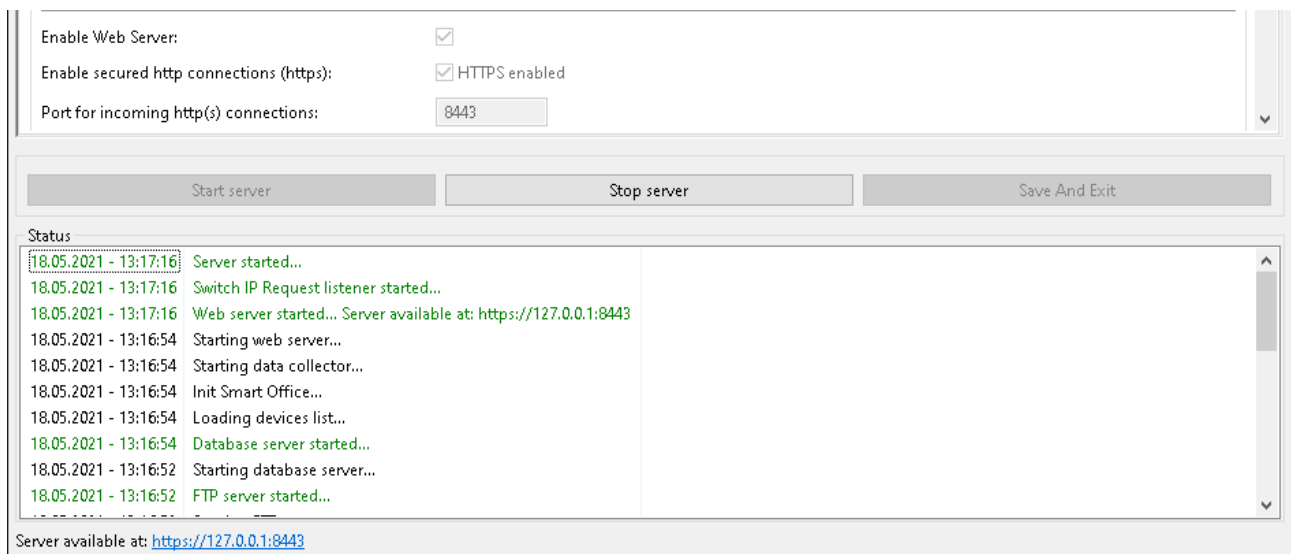 Enable Web Server:
Enable secured http connections (https): HTTPS enabled
Port for incoming http(s) connections: 8443
Start server Stop server Save And Exit
Status
18.05.2021 - 13:17:16 Server started...
18.05.2021 - 13:17:16 Switch IP Request listener started...
18.05.2021 - 13:17:16 Web server started... Server available at: https://127.0.0.1:8443
18.05.2021 - 13:16:54 Starting web server...
18.05.2021 - 13:16:54 Starting data collector...
18.05.2021 - 13:16:54 Init Smart Office...
18.05.2021 - 13:16:54 Loading devices list...
18.05.2021 - 13:16:54 Database server started...
18.05.2021 - 13:16:52 Starting database server...
18.05.2021 - 13:16:52 FTP server started...
Server available at: https://127.0.0.1:8443